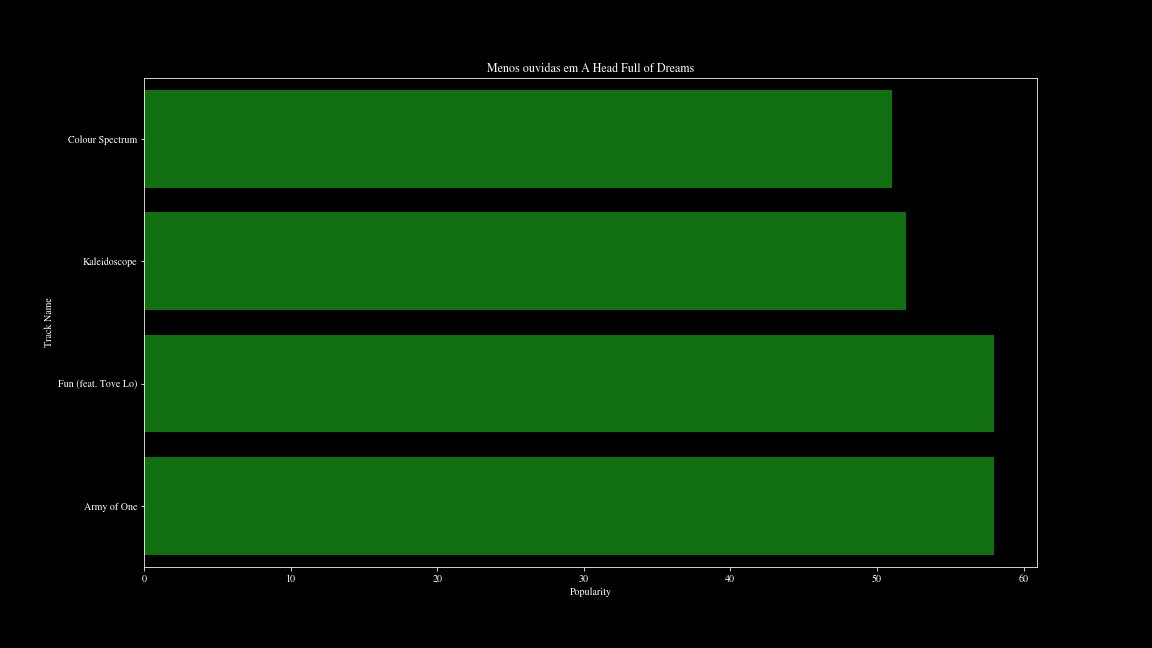 Menos ouvidas em A Head Full of Dreams
Track Name
Colour Spectrum
Kaleidoscope
Fun (feat. Tove Lo)
Army of One
0 10 20 30 40 50 60
Popularity